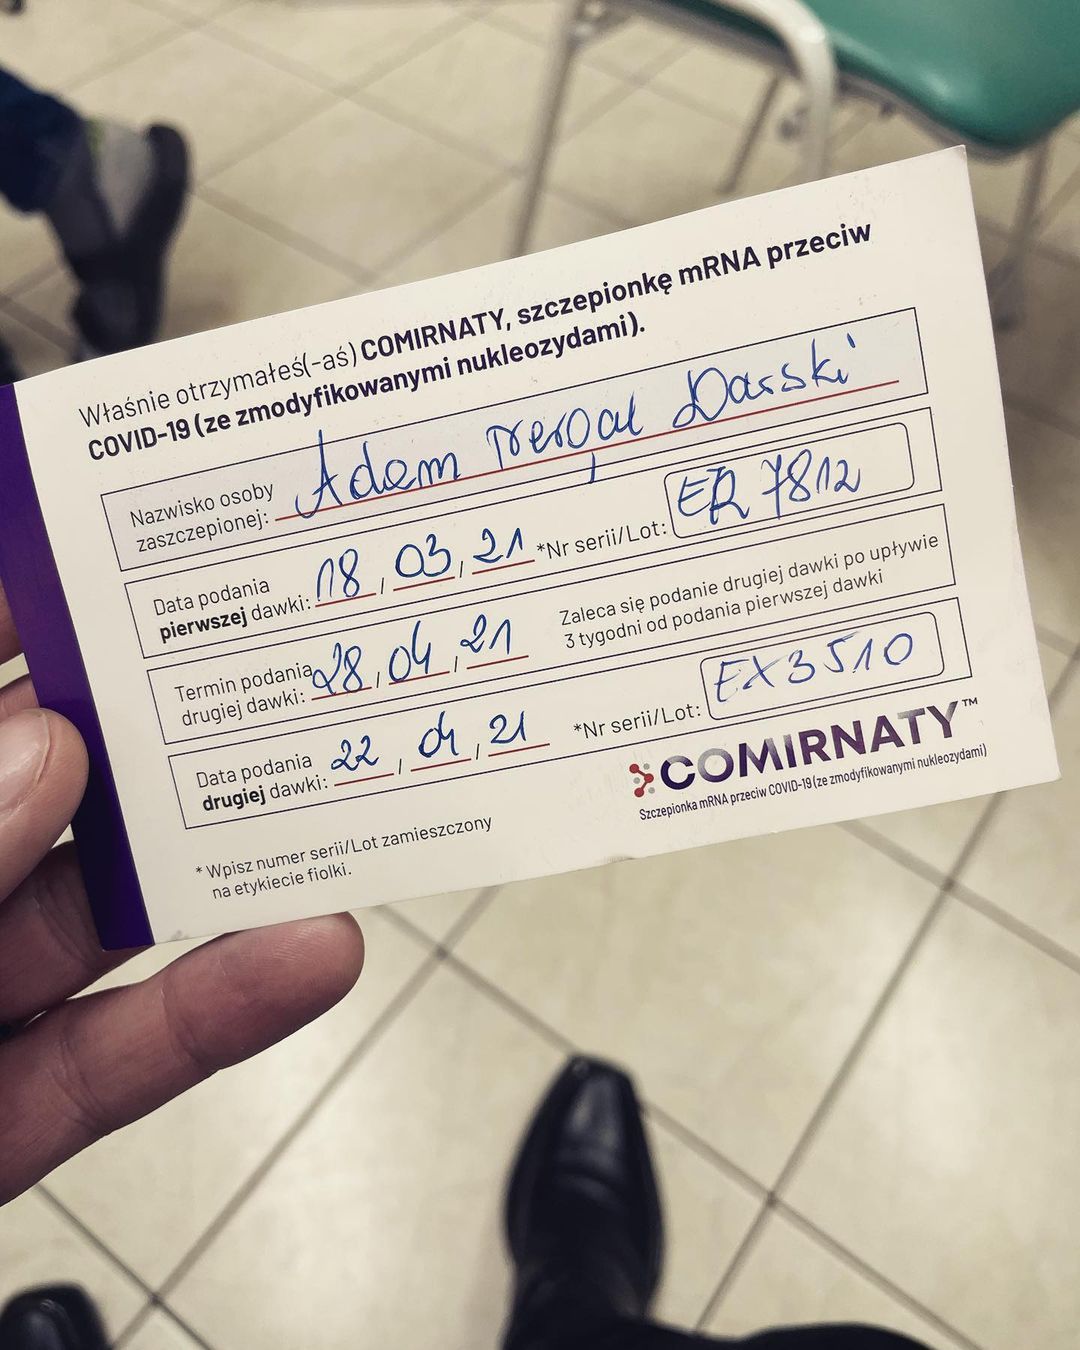 Właśnie otrzymałeś(-aś) COMIRNATY, szczepionkę mRNA przeciw
COVID-19 (ze zmodyfikowanymi nukleozydami).
Nazwisko osoby
zaszczepionej: Adam Nergal Darski
Data podania
pierwszej dawki: 18, 03, 21 *Nr serii/Lot: ER 7812
Termin podania
drugiej dawki: 28, 04, 21
Zaleca się podanie drugiej dawki po upływie
3 tygodni od podania pierwszej dawki
Data podania
drugiej dawki: 22, 04, 21 *Nr serii/Lot: EX3510
COMIRNATY™
Szczepionka mRNA przeciw COVID-19 (ze zmodyfikowanymi nukleozydami)
* Wpisz numer serii/Lot zamieszczony
na etykiecie fiolki.